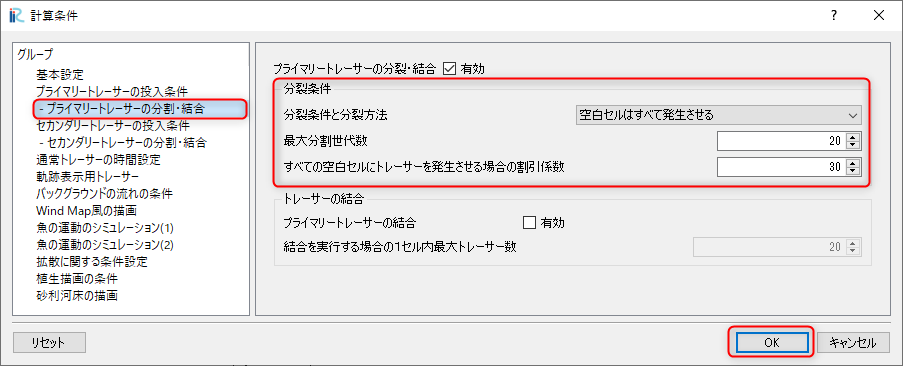 計算条件
グループ
基本設定
プライマリートレーサーの投入条件
- プライマリートレーサーの分割・結合
セカンダリートレーサーの投入条件
- セカンダリートレーサーの分割・結合
通常トレーサーの時間設定
軌跡表示用トレーサー
バックグラウンドの流れの条件
Wind Map風の描画
魚の運動のシミュレーション(1)
魚の運動のシミュレーション(2)
拡散に関する条件設定
植生描画の条件
砂利河床の描画
プライマリートレーサーの分裂・結合 有効
分裂条件
分裂条件と分裂方法 空白セルはすべて発生させる
最大分割世代数 20
すべての空白セルにトレーサーを発生させる場合の割引係数 30
トレーサーの結合
プライマリートレーサーの結合 有効
結合を実行する場合の1セル内最大トレーサー数 20
リセット OK キャンセル